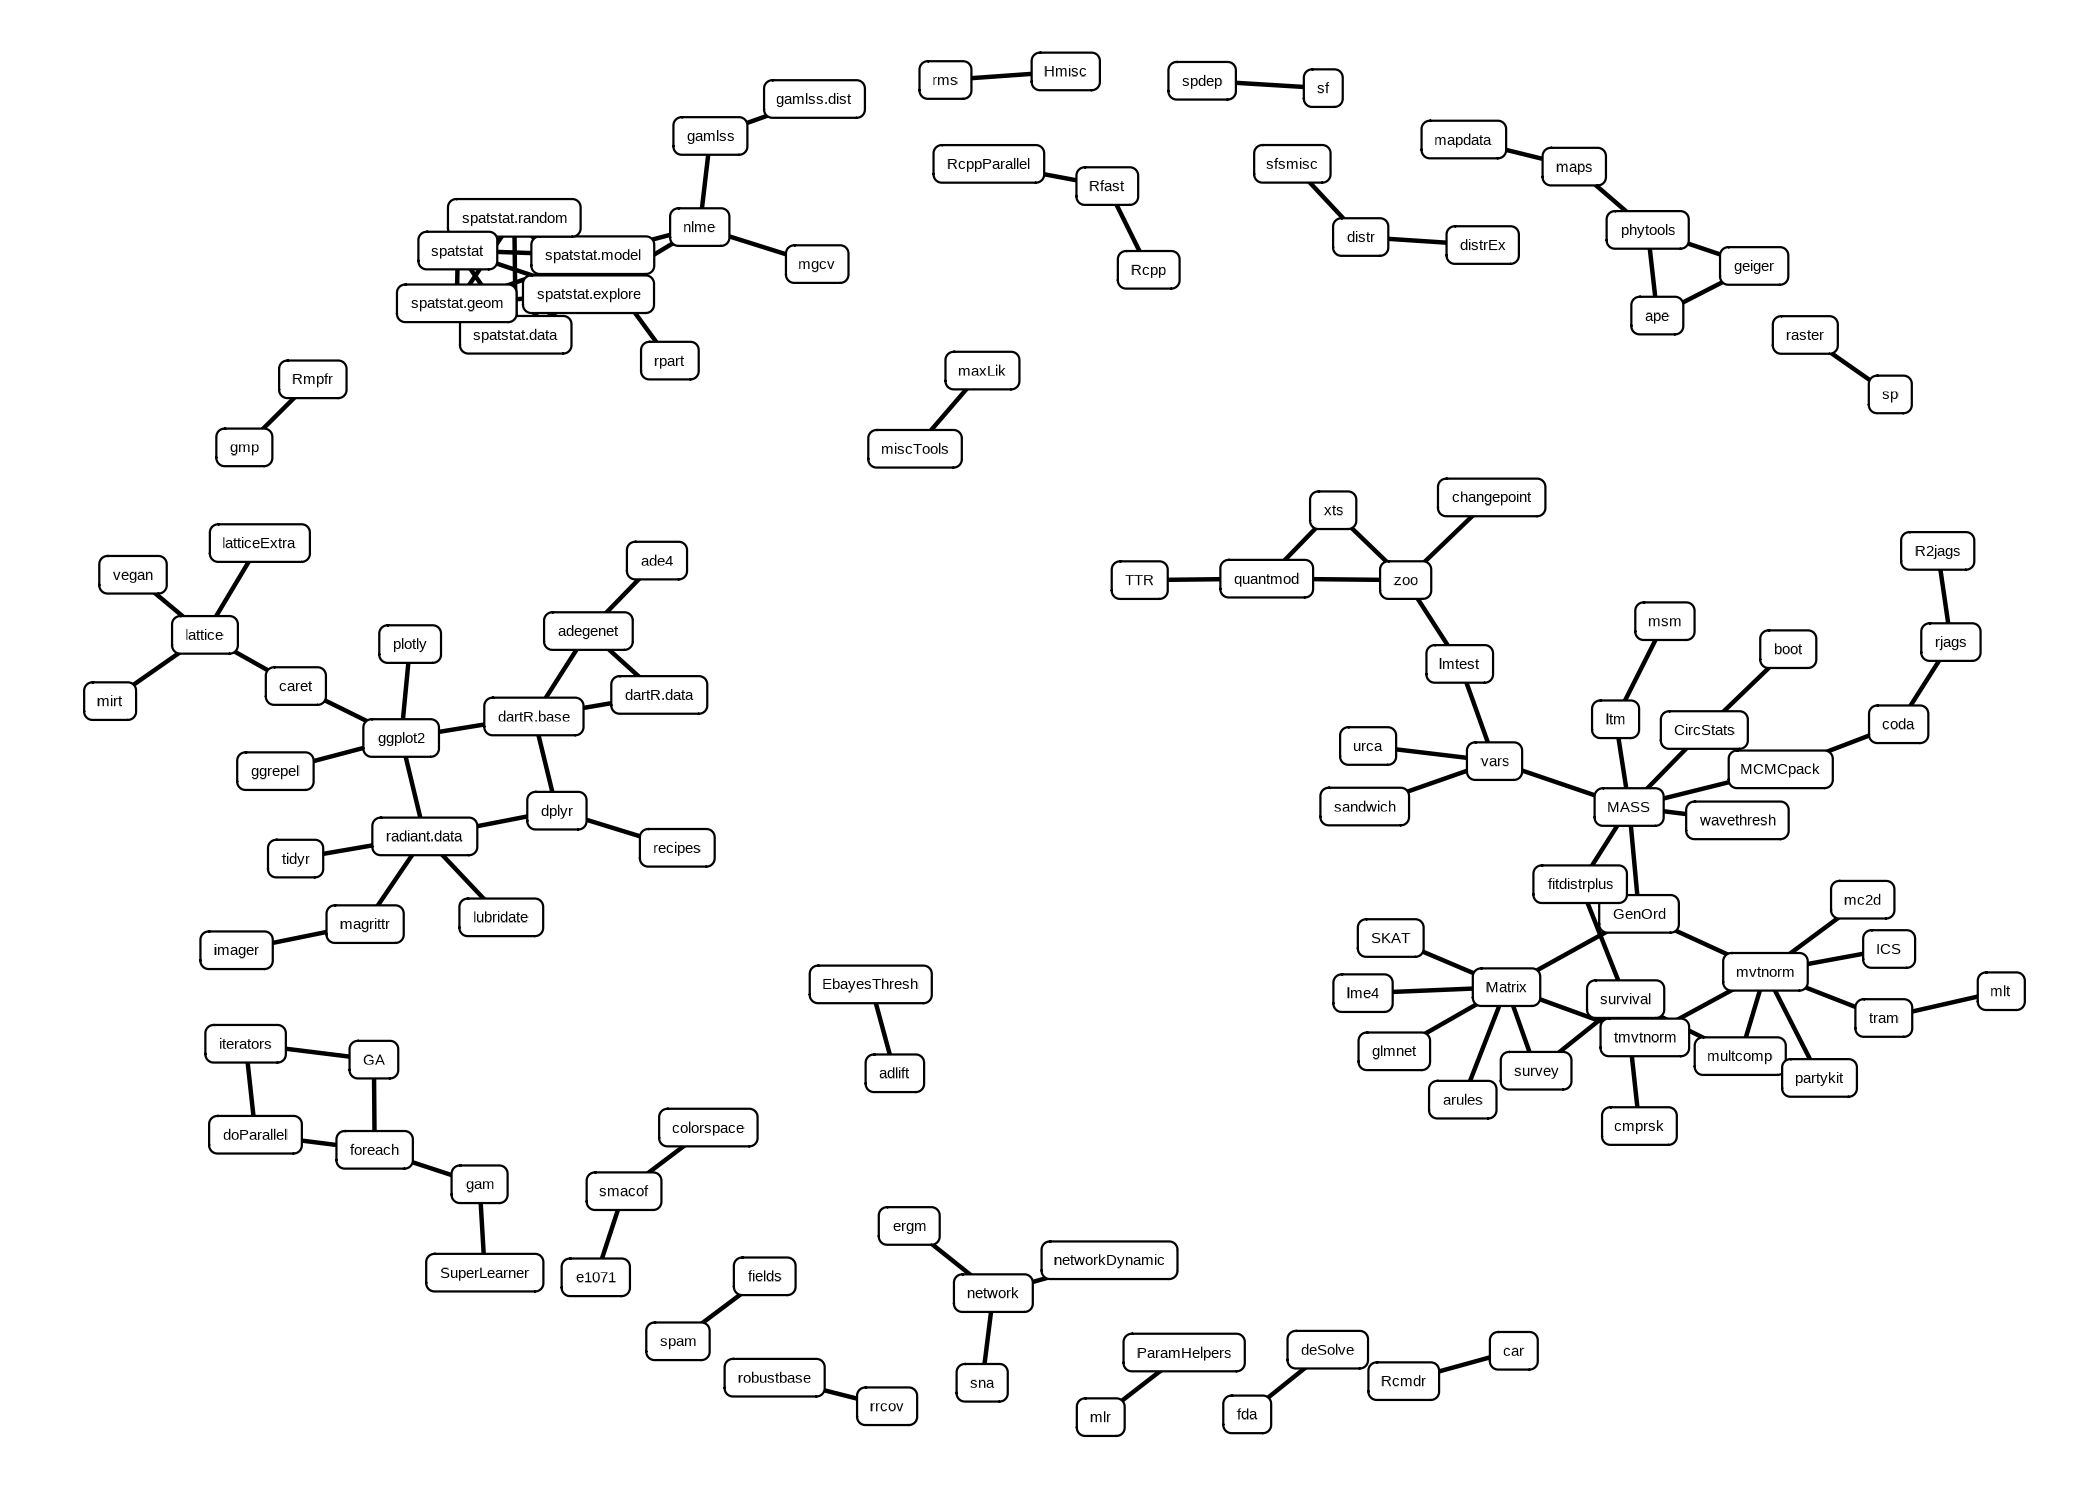 rms
Hmisc
spdep
sf
gamlss.dist
gamlss
mapdata
maps
RcppParallel
Rfast
sfsmisc
spatstat.random
nlme
phytools
spatstat
spatstat.model
mgcv
distr
distrEx
geiger
Rcpp
spatstat.geom
spatstat.explore
ape
spatstat.data
rpart
raster
Rmpfr
maxLik
sp
gmp
miscTools
changepoint
xts
latticeExtra
R2jags
vegan
ade4
TTR
quantmod
zoo
lattice
adegenet
msm
plotly
boot
rjags
lmtest
caret
dartR.data
mirt
dartR.base
ltm
CircStats
coda
ggplot2
urca
vars
ggrepel
MCMCpack
sandwich
MASS
wavethresh
dplyr
radiant.data
recipes
tidyr
fitdistrplus
mc2d
GenOrd
lubridate
magrittr
SKAT
ICS
imager
mvtnorm
EbayesThresh
Matrix
lme4
survival
mlt
tram
iterators
GA
tmvtnorm
glmnet
multcomp
adlift
survey
partykit
arules
colorspace
cmprsk
doParallel
foreach
gam
smacof
ergm
networkDynamic
SuperLearner
e1071
fields
network
spam
ParamHelpers
deSolve
car
robustbase
sna
Rcmdr
rrcov
mlr
fda